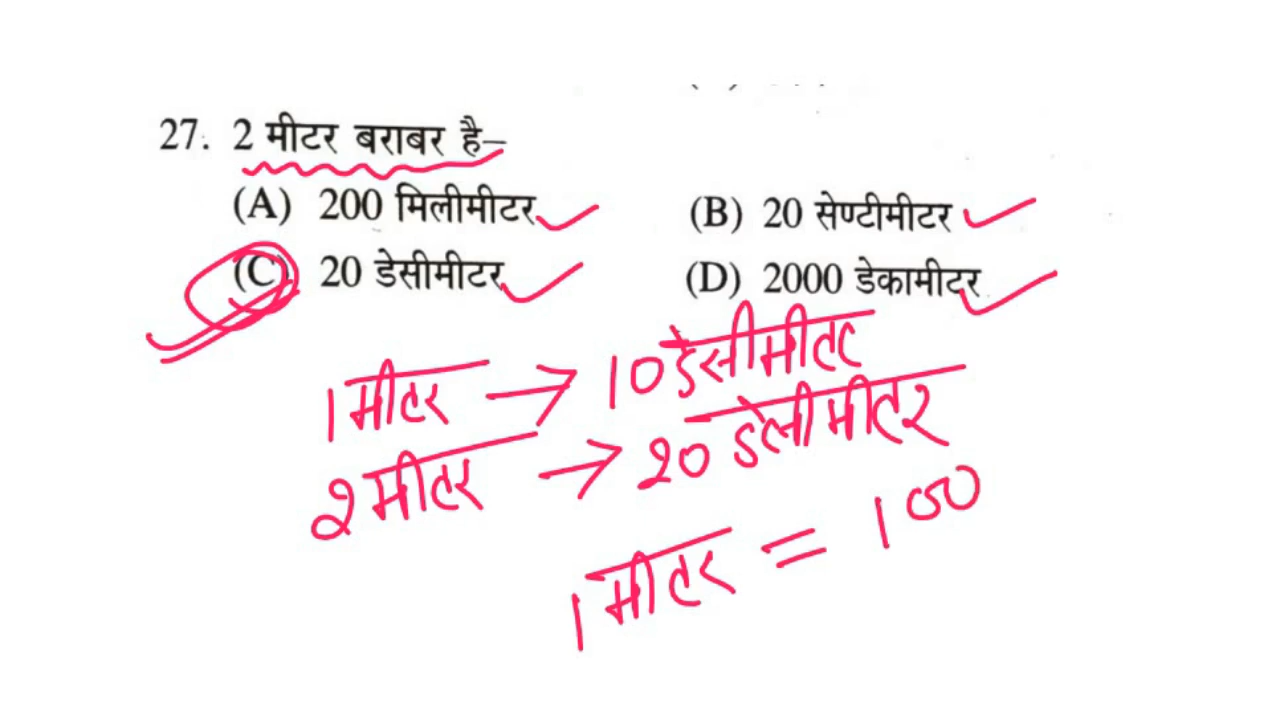 27. 2 मीटर बराबर है–
(A) 200 मिलीमीटर (B) 20 सेण्टीमीटर
(C) 20 डेसीमीटर (D) 2000 डेकामीटर
1 मीटर → 10 डेसीमीटर
2 मीटर → 20 डेसीमीटर
1 मीटर = 100